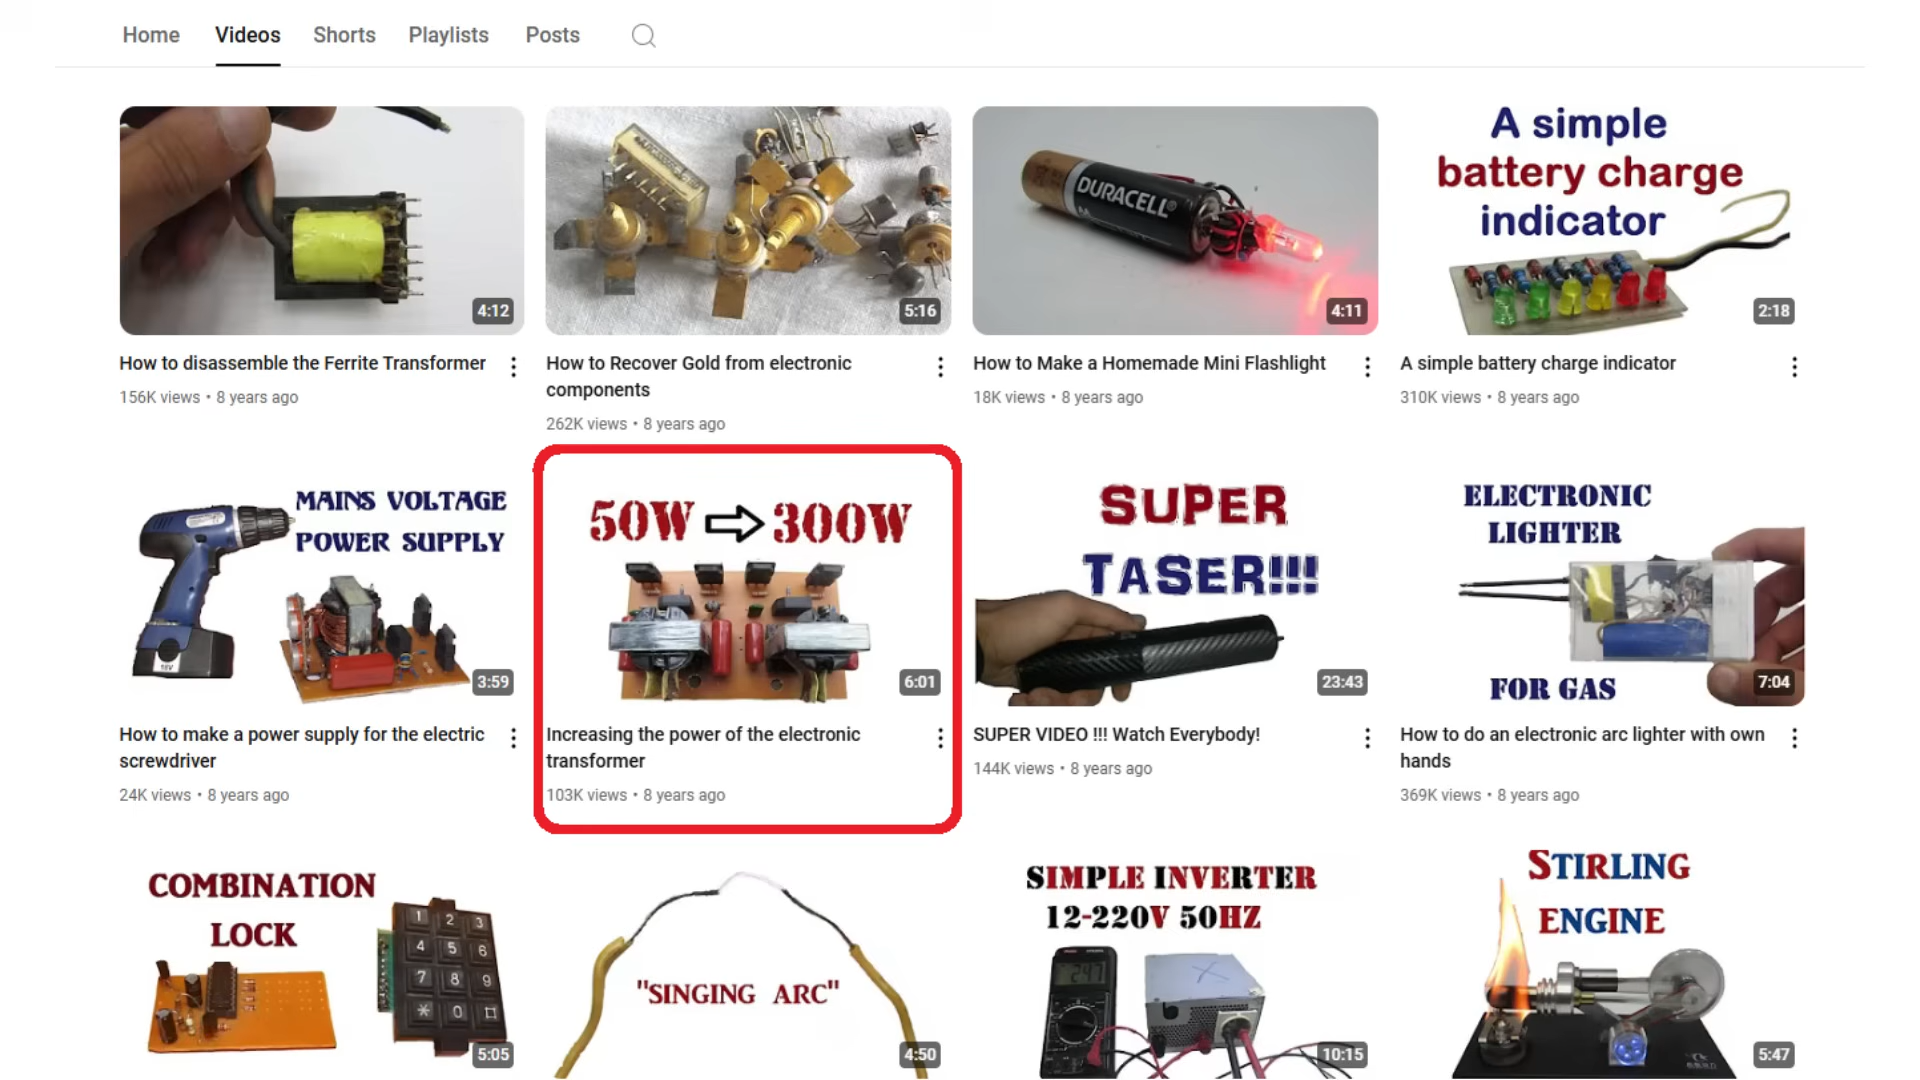 Home Videos Shorts Playlists Posts
DURACELL
AA
A simple
battery charge
indicator
4:12
5:16
4:11
2:18
How to disassemble the Ferrite Transformer
156K views • 8 years ago
How to Recover Gold from electronic
components
262K views • 8 years ago
How to Make a Homemade Mini Flashlight
18K views • 8 years ago
A simple battery charge indicator
310K views • 8 years ago
MAINS VOLTAGE
POWER SUPPLY
18V
3:59
50W 300W
6:01
SUPER
TASER!!!
23:43
ELECTRONIC
LIGHTER
FOR GAS
7:04
How to make a power supply for the electric
screwdriver
24K views • 8 years ago
Increasing the power of the electronic
transformer
103K views • 8 years ago
SUPER VIDEO !!! Watch Everybody!
144K views • 8 years ago
How to do an electronic arc lighter with own
hands
369K views • 8 years ago
COMBINATION
LOCK
1 2 3
4 5 6
7 8 9
* 0
5:05
"SINGING ARC"
4:50
SIMPLE INVERTER
12-220V 50HZ
247
10:15
STIRLING
ENGINE
5:47